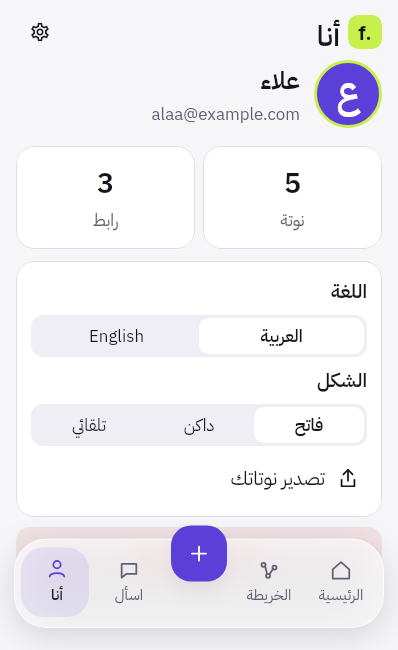 f. أنا
ع
علاء
alaa@example.com
5
نوتة
3
رابط
اللغة
العربية
English
الشكل
فاتح
داكن
تلقائي
تصدير نوتاتك
الرئيسية
الخريطة
+
اسأل
أنا